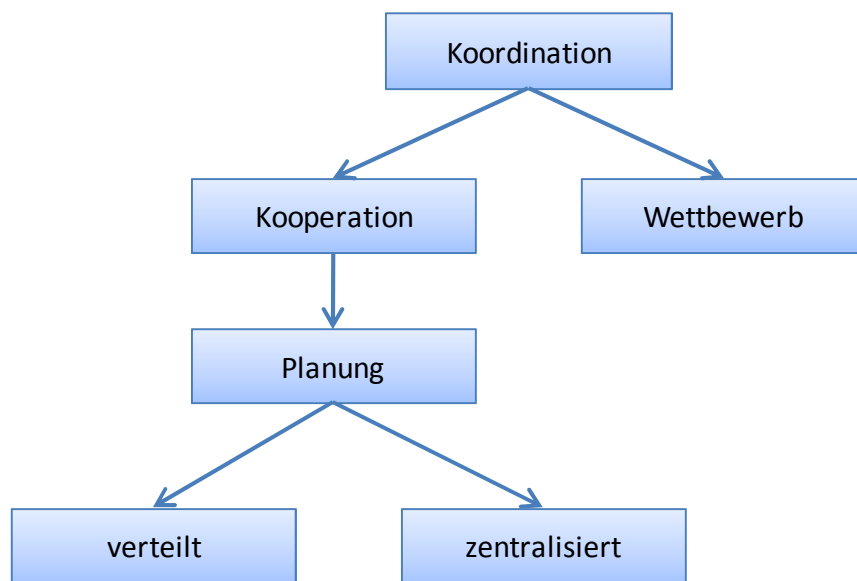 Koordination
Kooperation
Wettbewerb
Planung
verteilt
zentralisiert